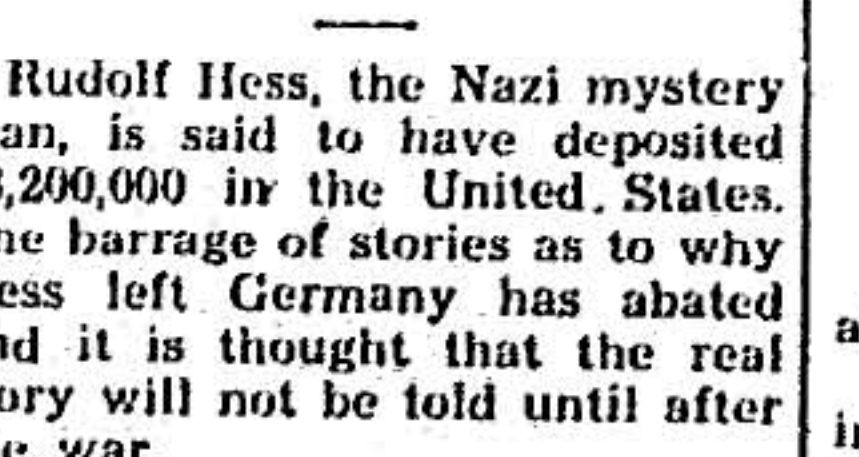 Rudolf Hess, the Nazi mystery
an, is said to have deposited
,200,000 in the United States.
he barrage of stories as to why
ess left Germany has abated
nd it is thought that the real
ory will not be told until after
e war